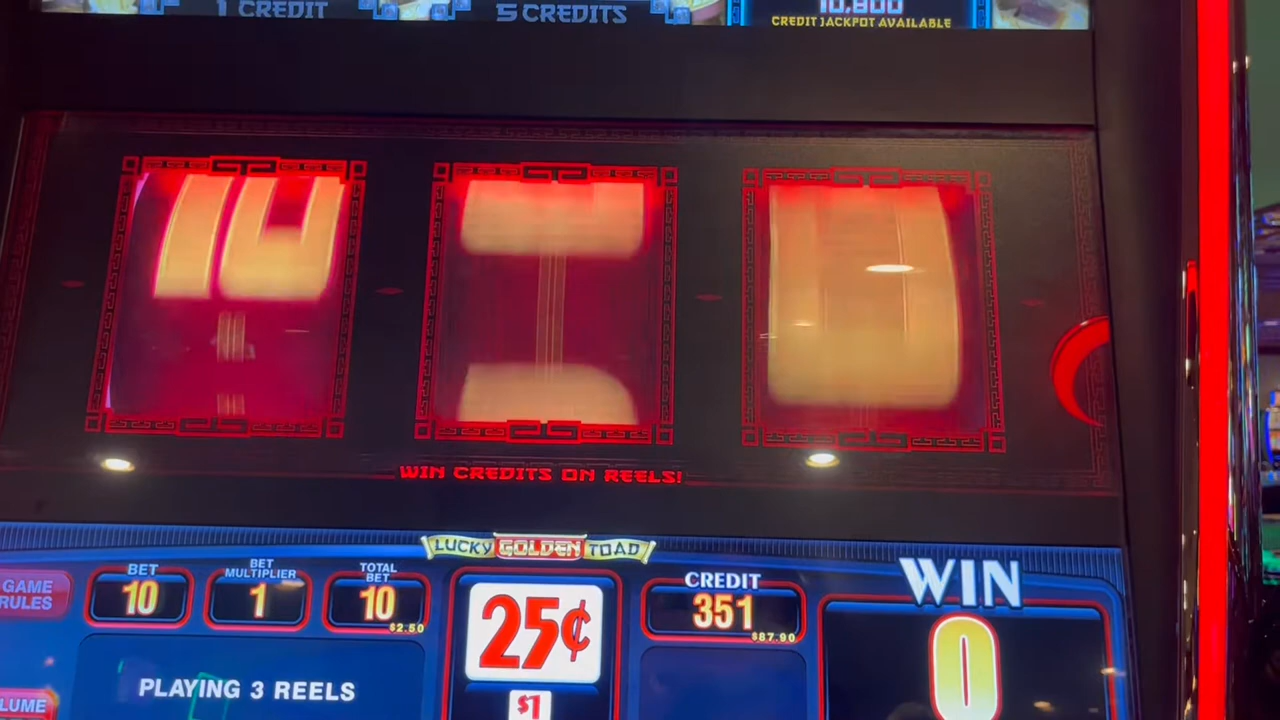 1 CREDIT
5 CREDITS
10,800
CREDIT JACKPOT AVAILABLE
WIN CREDITS ON REELS!
LUCKY GOLDEN TOAD
GAME
RULES
BET
10
BET
MULTIPLIER
1
TOTAL
BET
10
$2.50
25¢
$1
CREDIT
351
$87.90
WIN
0
PLAYING 3 REELS